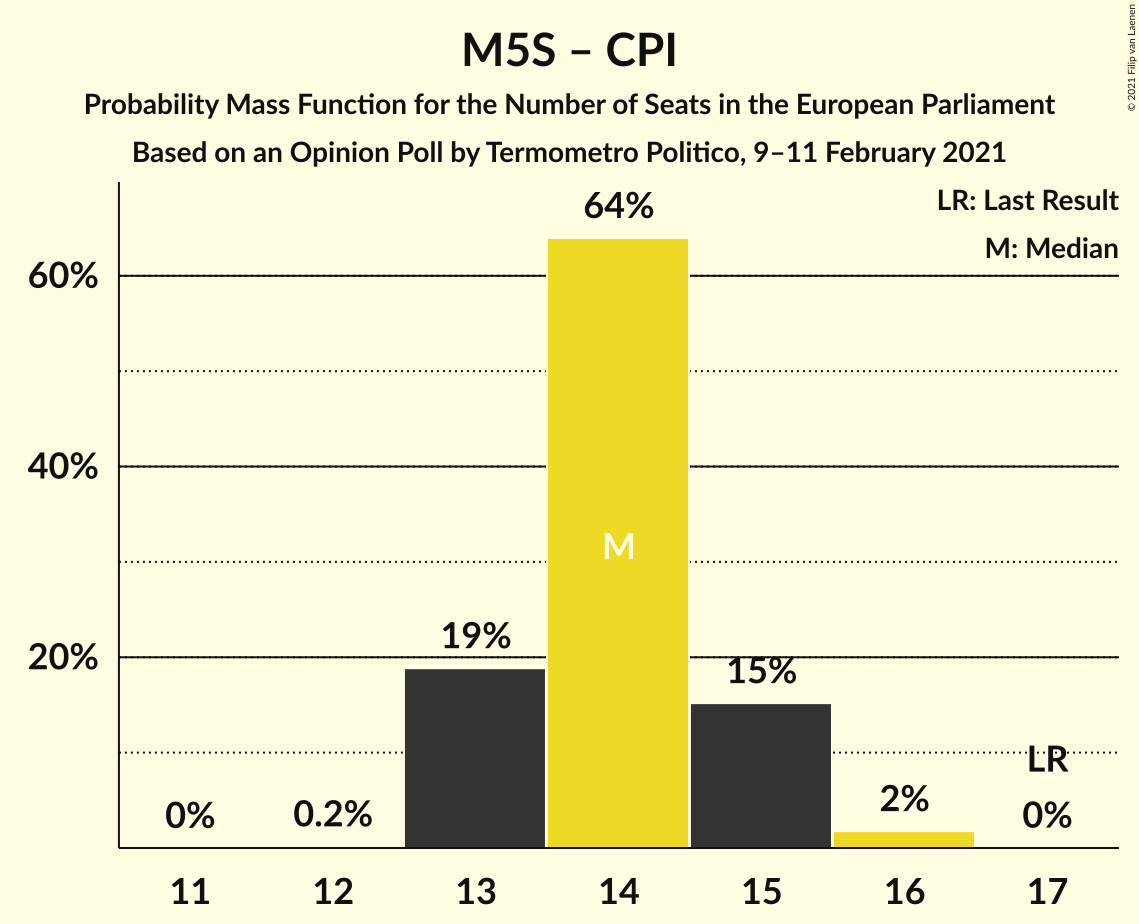 M5S – CPI
Probability Mass Function for the Number of Seats in the European Parliament
Based on an Opinion Poll by Termometro Politico, 9–11 February 2021
© 2021 Filip van Laenen
LR: Last Result
M: Median
60%
40%
20%
0%
0.2%
19%
64%
M
15%
2%
LR
0%
11
12
13
14
15
16
17